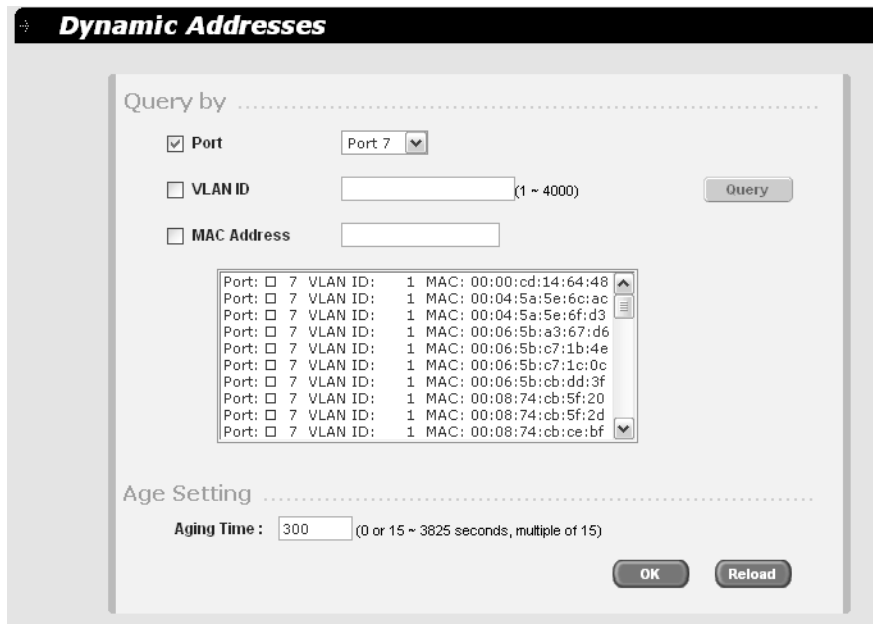 Dynamic Addresses
Query by
Port Port 7
VLAN ID (1 ~ 4000) Query
MAC Address
Port: □ 7 VLAN ID: 1 MAC: 00:00:cd:14:64:48
Port: □ 7 VLAN ID: 1 MAC: 00:04:5a:5e:6c:ac
Port: □ 7 VLAN ID: 1 MAC: 00:04:5a:5e:6f:d3
Port: □ 7 VLAN ID: 1 MAC: 00:06:5b:a3:67:d6
Port: □ 7 VLAN ID: 1 MAC: 00:06:5b:c7:1b:4e
Port: □ 7 VLAN ID: 1 MAC: 00:06:5b:c7:1c:0c
Port: □ 7 VLAN ID: 1 MAC: 00:06:5b:cb:dd:3f
Port: □ 7 VLAN ID: 1 MAC: 00:08:74:cb:5f:20
Port: □ 7 VLAN ID: 1 MAC: 00:08:74:cb:5f:2d
Port: □ 7 VLAN ID: 1 MAC: 00:08:74:cb:ce:bf
Age Setting
Aging Time : 300 (0 or 15 ~ 3825 seconds, multiple of 15)
OK Reload